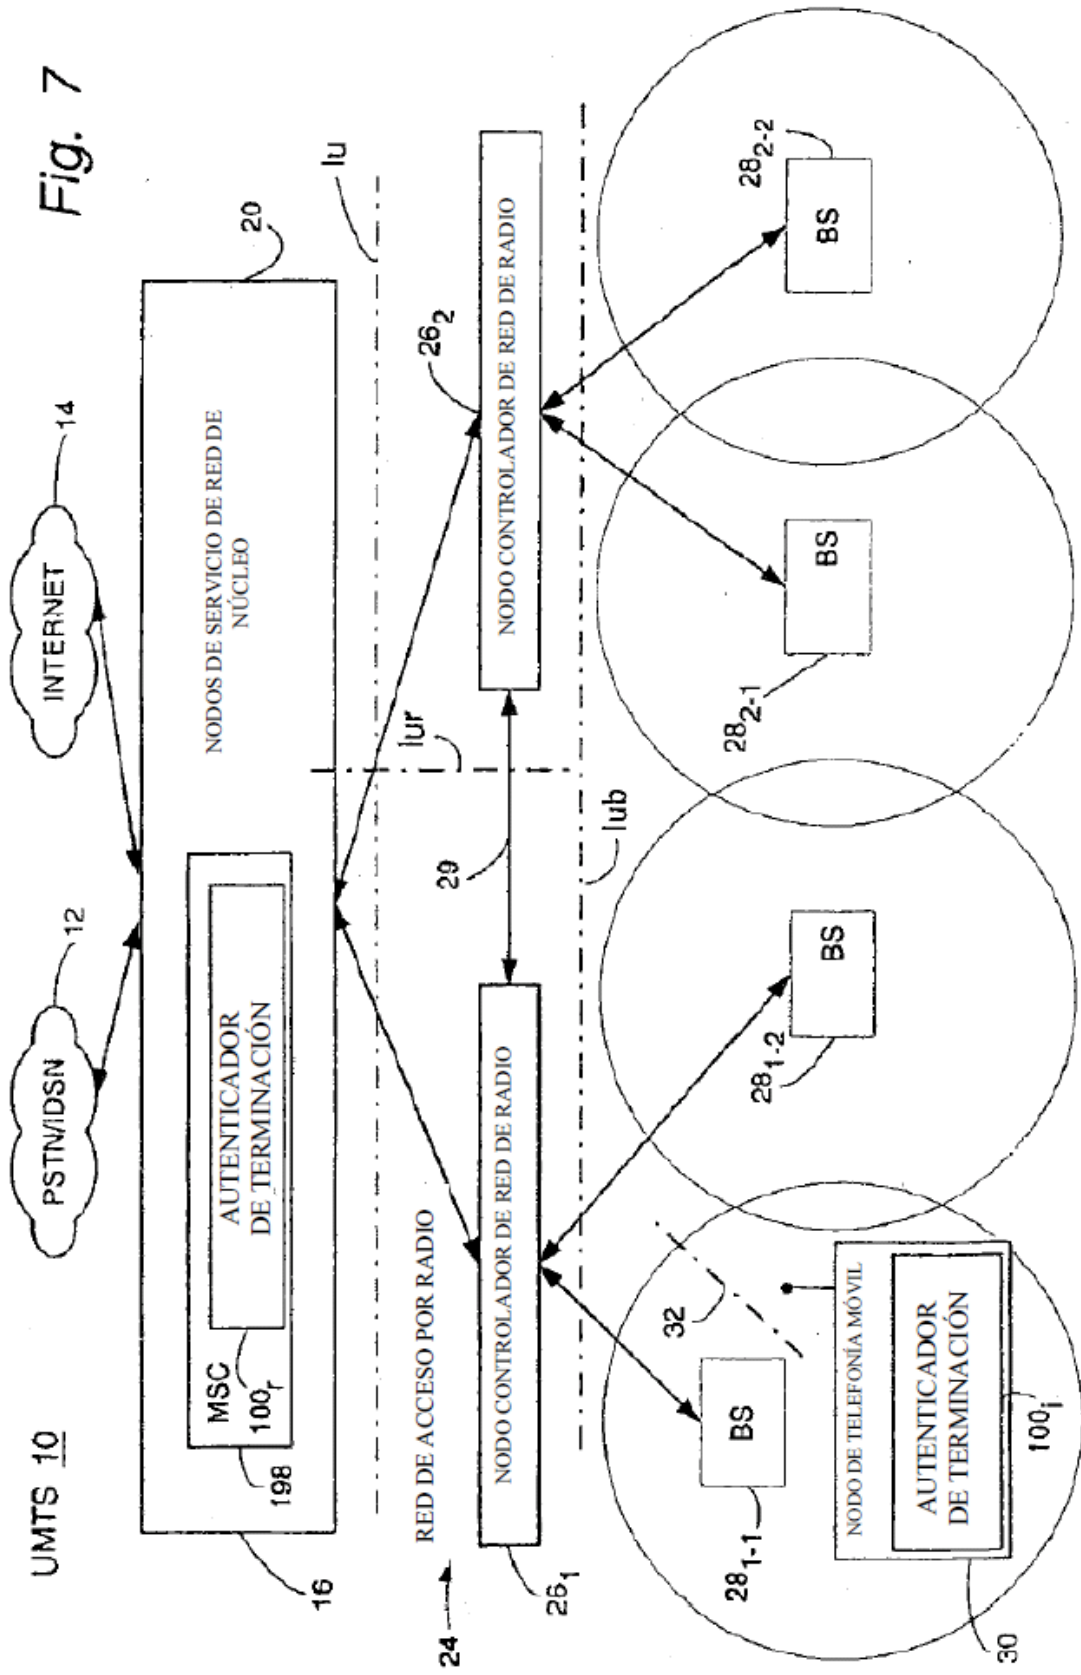 UMTS 10
Fig. 7
PSTN/IDSN
12
INTERNET
14
16
20
NODOS DE SERVICIO DE RED DE
NÚCLEO
MSC
AUTENTICADOR
DE TERMINACIÓN
100r
198
Iu
RED DE ACCESO POR RADIO
24
Iur
26₂
NODO CONTROLADOR DE RED DE RADIO
NODO CONTROLADOR DE RED DE RADIO
26₁
29
Iub
BS
28₁₋₁
32
BS
28₁₋₂
BS
28₂₋₁
BS
28₂₋₂
NODO DE TELEFONÍA MÓVIL
AUTENTICADOR
DE TERMINACIÓN
100i
30